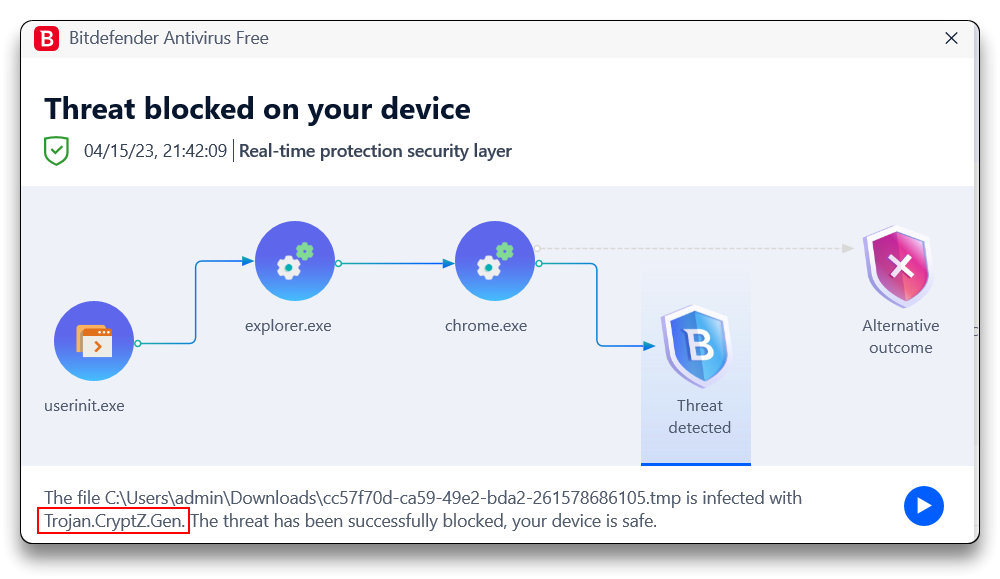 B Bitdefender Antivirus Free
Threat blocked on your device
04/15/23, 21:42:09 | Real-time protection security layer
explorer.exe
chrome.exe
Alternative
outcome
B
userinit.exe
Threat
detected
The file C:\Users\admin\Downloads\cc57f70d-ca59-49e2-bda2-261578686105.tmp is infected with
Trojan.CryptZ.Gen. The threat has been successfully blocked, your device is safe.